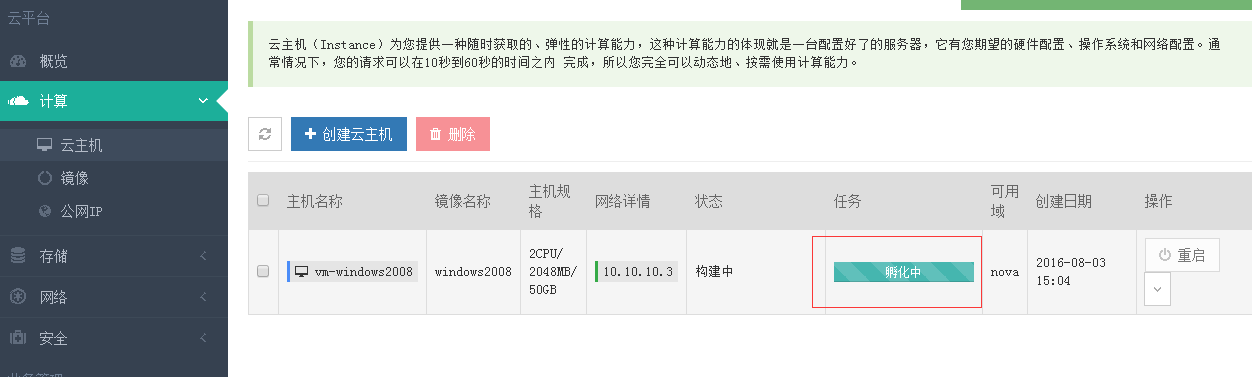 云平台
概览
计算
云主机
镜像
公网IP
存储
网络
安全
云主机（Instance）为您提供一种随时获取的、弹性的计算能力，这种计算能力的体现就是一台配置好了的服务器，它有您期望的硬件配置、操作系统和网络配置。通
常情况下，您的请求可以在10秒到60秒的时间之内 完成，所以您完全可以动态地、按需使用计算能力。
创建云主机
删除
主机名称
镜像名称
主机规
格
网络详情
状态
任务
可用
域
创建日期
操作
vm-windows2008
windows2008
2CPU/
2048MB/
50GB
10.10.10.3
构建中
孵化中
nova
2016-08-03
15:04
重启